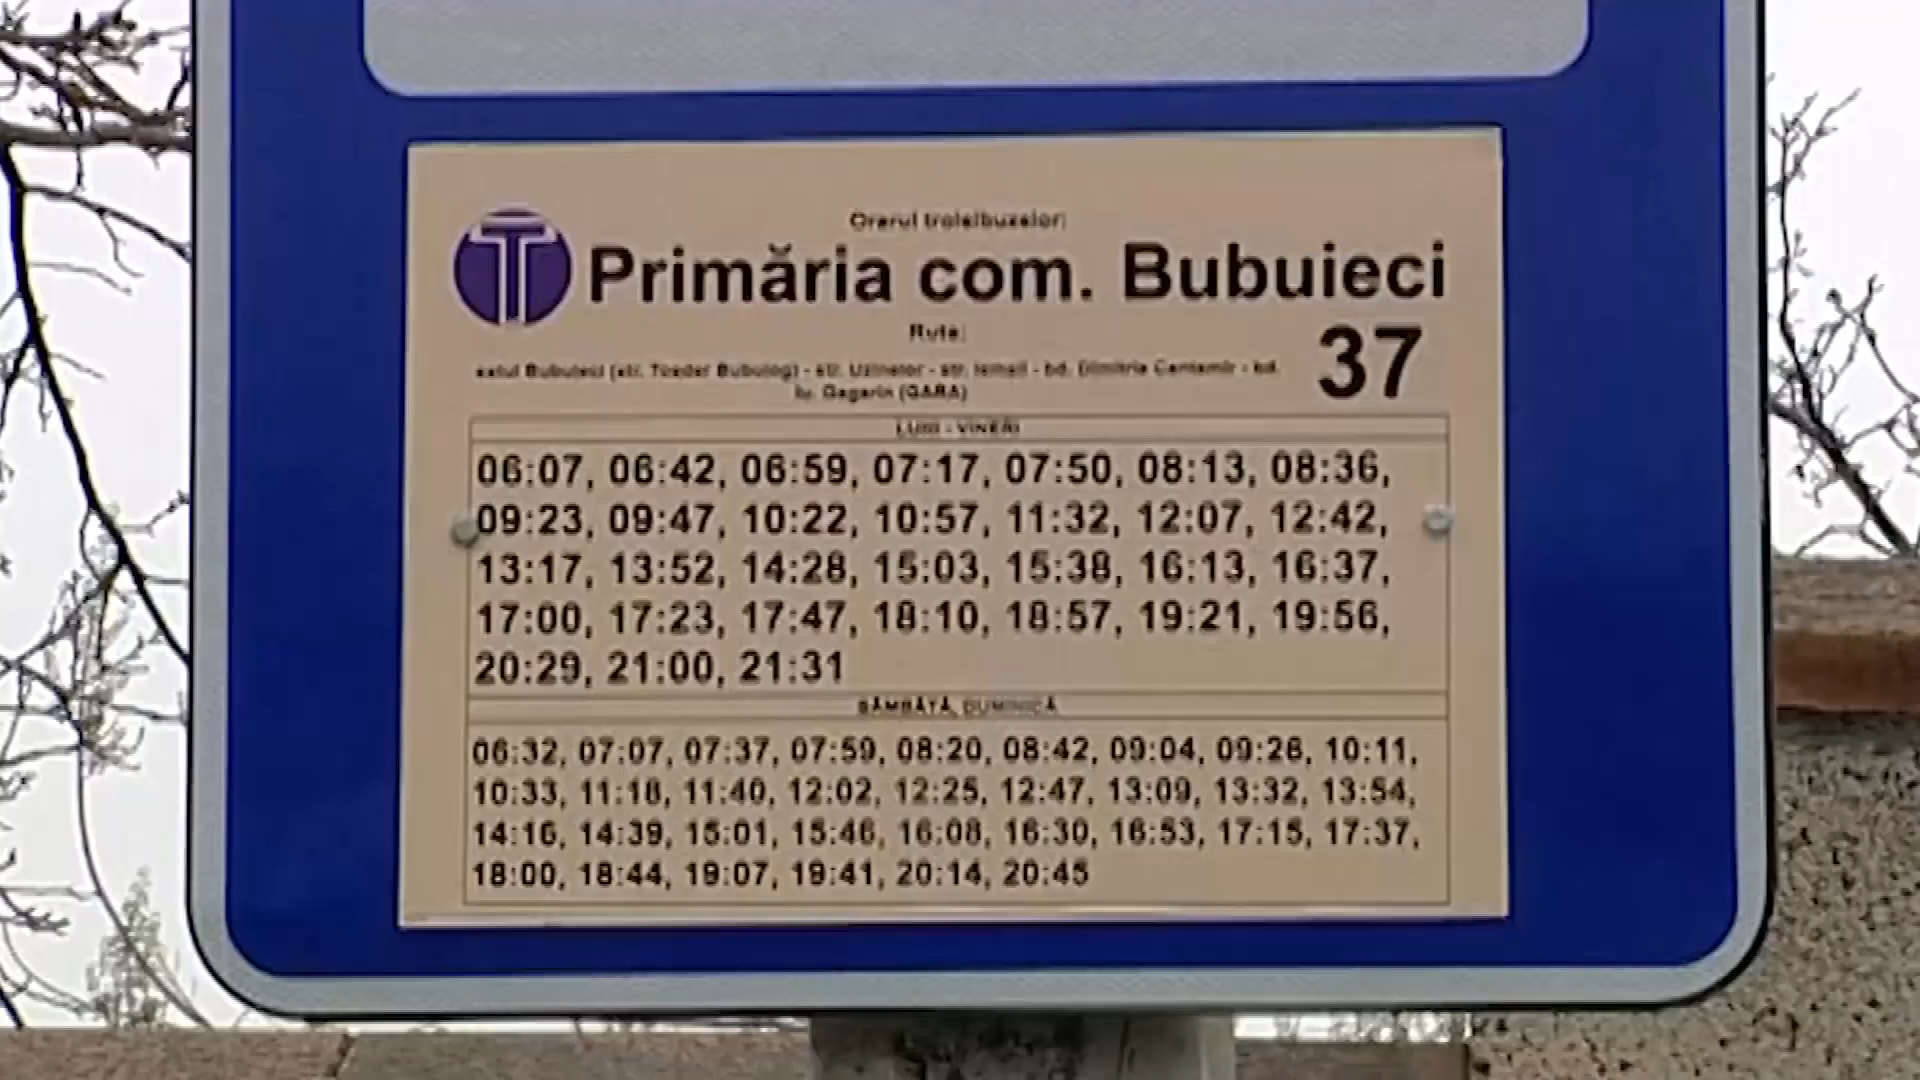 Orarul troleibuzelor:
Primăria com. Bubuieci
Ruta:
37
satul Bubuieci (str. Toader Bubuiog) - str. Uzinelor - str. Ismail - bd. Dimitrie Cantemir - bd.
Iu. Gagarin (GARA)
LUNI - VINERI
06:07, 06:42, 06:59, 07:17, 07:50, 08:13, 08:36,
09:23, 09:47, 10:22, 10:57, 11:32, 12:07, 12:42,
13:17, 13:52, 14:28, 15:03, 15:38, 16:13, 16:37,
17:00, 17:23, 17:47, 18:10, 18:57, 19:21, 19:56,
20:29, 21:00, 21:31
SÂMBĂTĂ, DUMINICĂ
06:32, 07:07, 07:37, 07:59, 08:20, 08:42, 09:04, 09:26, 10:11,
10:33, 11:18, 11:40, 12:02, 12:25, 12:47, 13:09, 13:32, 13:54,
14:16, 14:39, 15:01, 15:46, 16:08, 16:30, 16:53, 17:15, 17:37,
18:00, 18:44, 19:07, 19:41, 20:14, 20:45